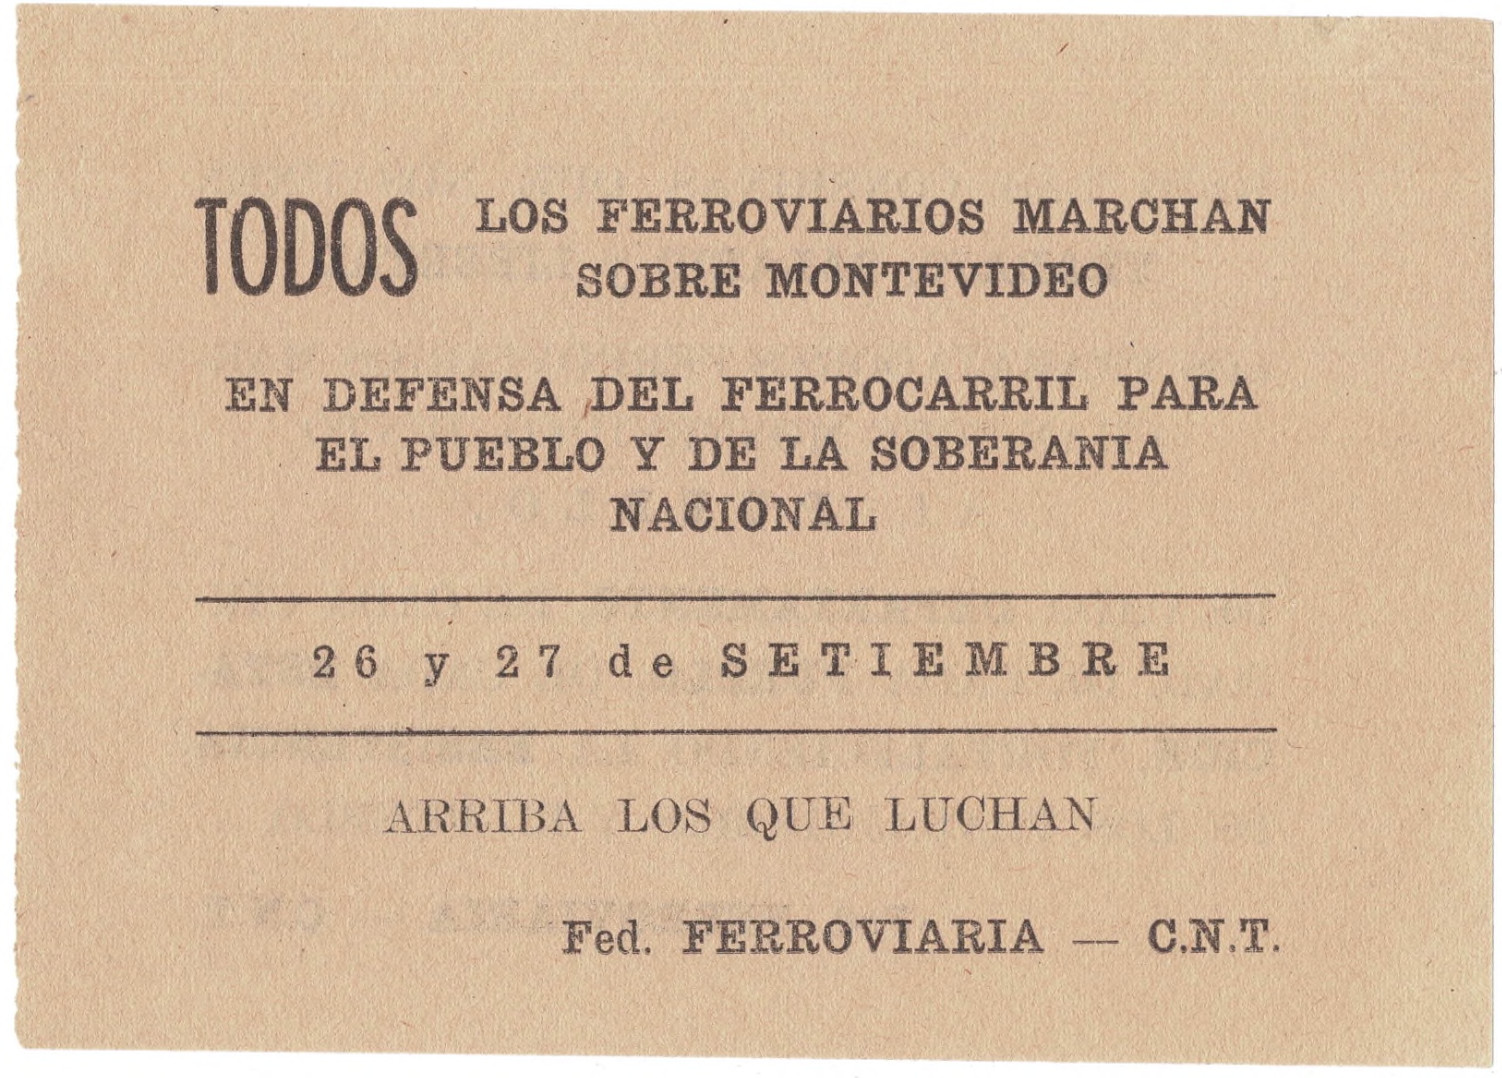 TODOS LOS FERROVIARIOS MARCHAN
SOBRE MONTEVIDEO
EN DEFENSA DEL FERROCARRIL PARA
EL PUEBLO Y DE LA SOBERANIA
NACIONAL
26 y 27 de SETIEMBRE
ARRIBA LOS QUE LUCHAN
Fed. FERROVIARIA — C.N.T.